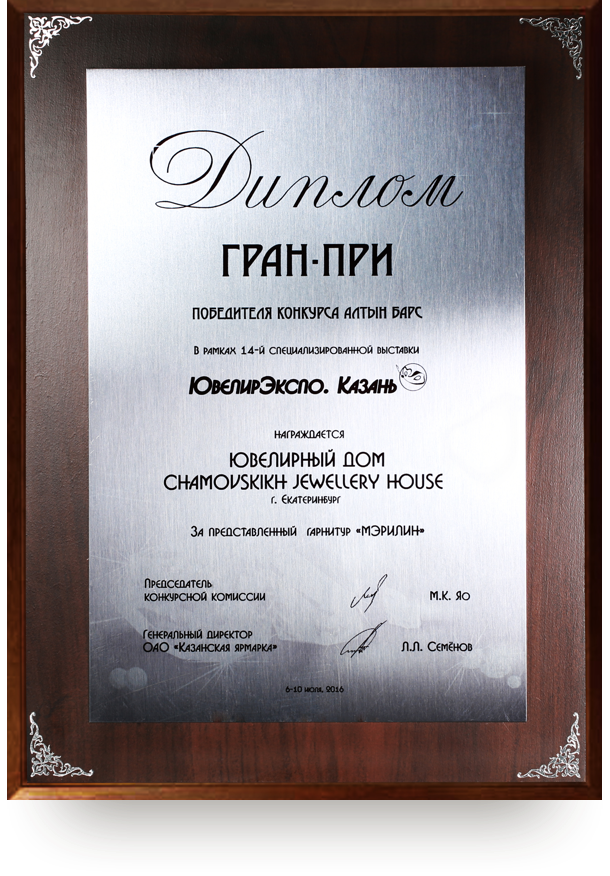 Диплом
ГРАН-ПРИ
ПОБЕДИТЕЛЯ КОНКУРСА АЛТЫН БАРС
В РАМКАХ 14-Й СПЕЦИАЛИЗИРОВАННОЙ ВЫСТАВКИ
ЮВЕЛИРЭКСПО. КАЗАНЬ
НАГРАЖДАЕТСЯ
ЮВЕЛИРНЫЙ ДОМ
CHAMOVSKIKH JEWELLERY HOUSE
Г. ЕКАТЕРИНБУРГ
ЗА ПРЕДСТАВЛЕННЫЙ ГАРНИТУР «МЭРИЛИН»
ПРЕДСЕДАТЕЛЬ
КОНКУРСНОЙ КОМИССИИ М.К. ЯО
ГЕНЕРАЛЬНЫЙ ДИРЕКТОР
ОАО «КАЗАНСКАЯ ЯРМАРКА» Л.Л. СЕМЁНОВ
6-10 ИЮЛЯ, 2016